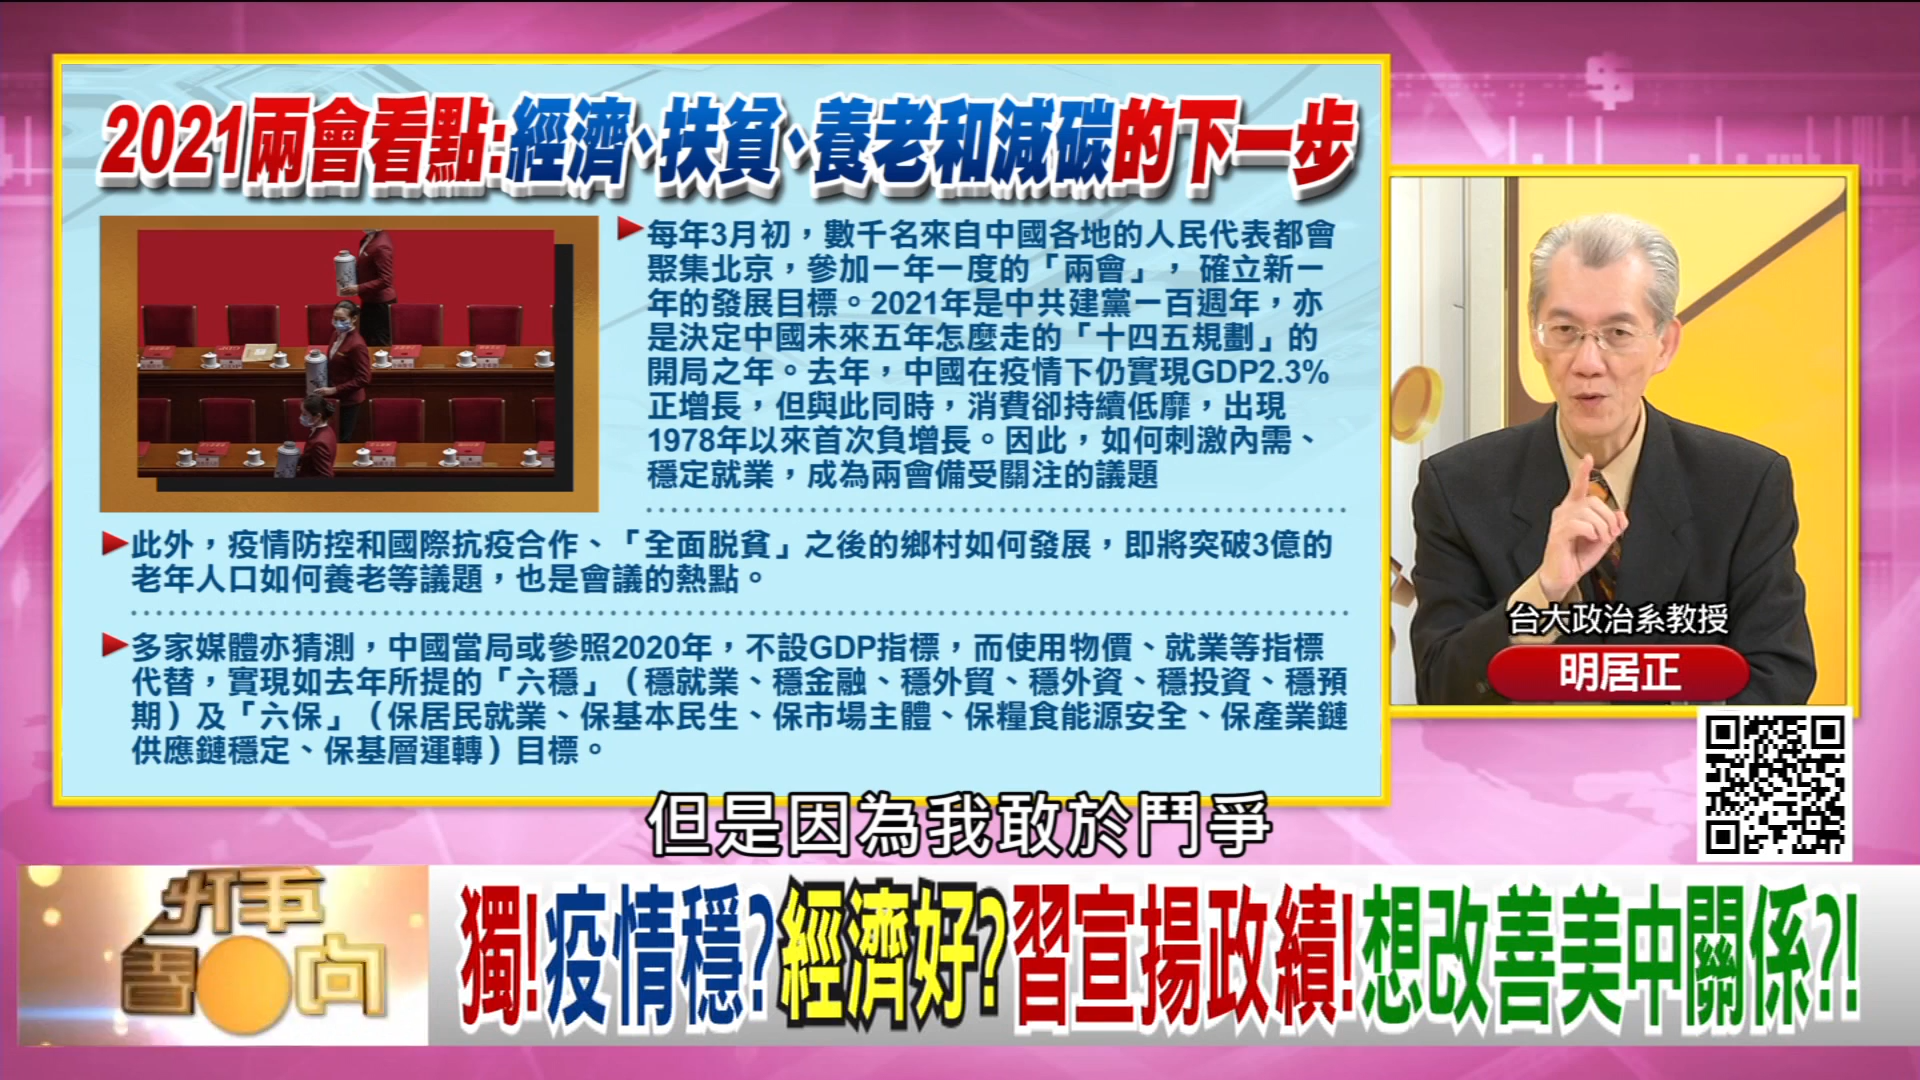 2021兩會看點:經濟、扶貧、養老和減碳的下一步
每年3月初，數千名來自中國各地的人民代表都會
聚集北京，參加一年一度的「兩會」，確立新一
年的發展目標。2021年是中共建黨一百週年，亦
是決定中國未來五年怎麼走的「十四五規劃」的
開局之年。去年，中國在疫情下仍實現GDP2.3%
正增長，但與此同時，消費卻持續低靡，出現
1978年以來首次負增長。因此，如何刺激內需、
穩定就業，成為兩會備受關注的議題
此外，疫情防控和國際抗疫合作、「全面脫貧」之後的鄉村如何發展，即將突破3億的
老年人口如何養老等議題，也是會議的熱點。
多家媒體亦猜測，中國當局或參照2020年，不設GDP指標，而使用物價、就業等指標
代替，實現如去年所提的「六穩」（穩就業、穩金融、穩外貿、穩外資、穩投資、穩預
期）及「六保」（保居民就業、保基本民生、保市場主體、保糧食能源安全、保產業鏈
供應鏈穩定、保基層運轉）目標。
台大政治系教授
明居正
但是因為我敢於鬥爭
獨!疫情穩?經濟好?習宣揚政績!想改善美中關係?!